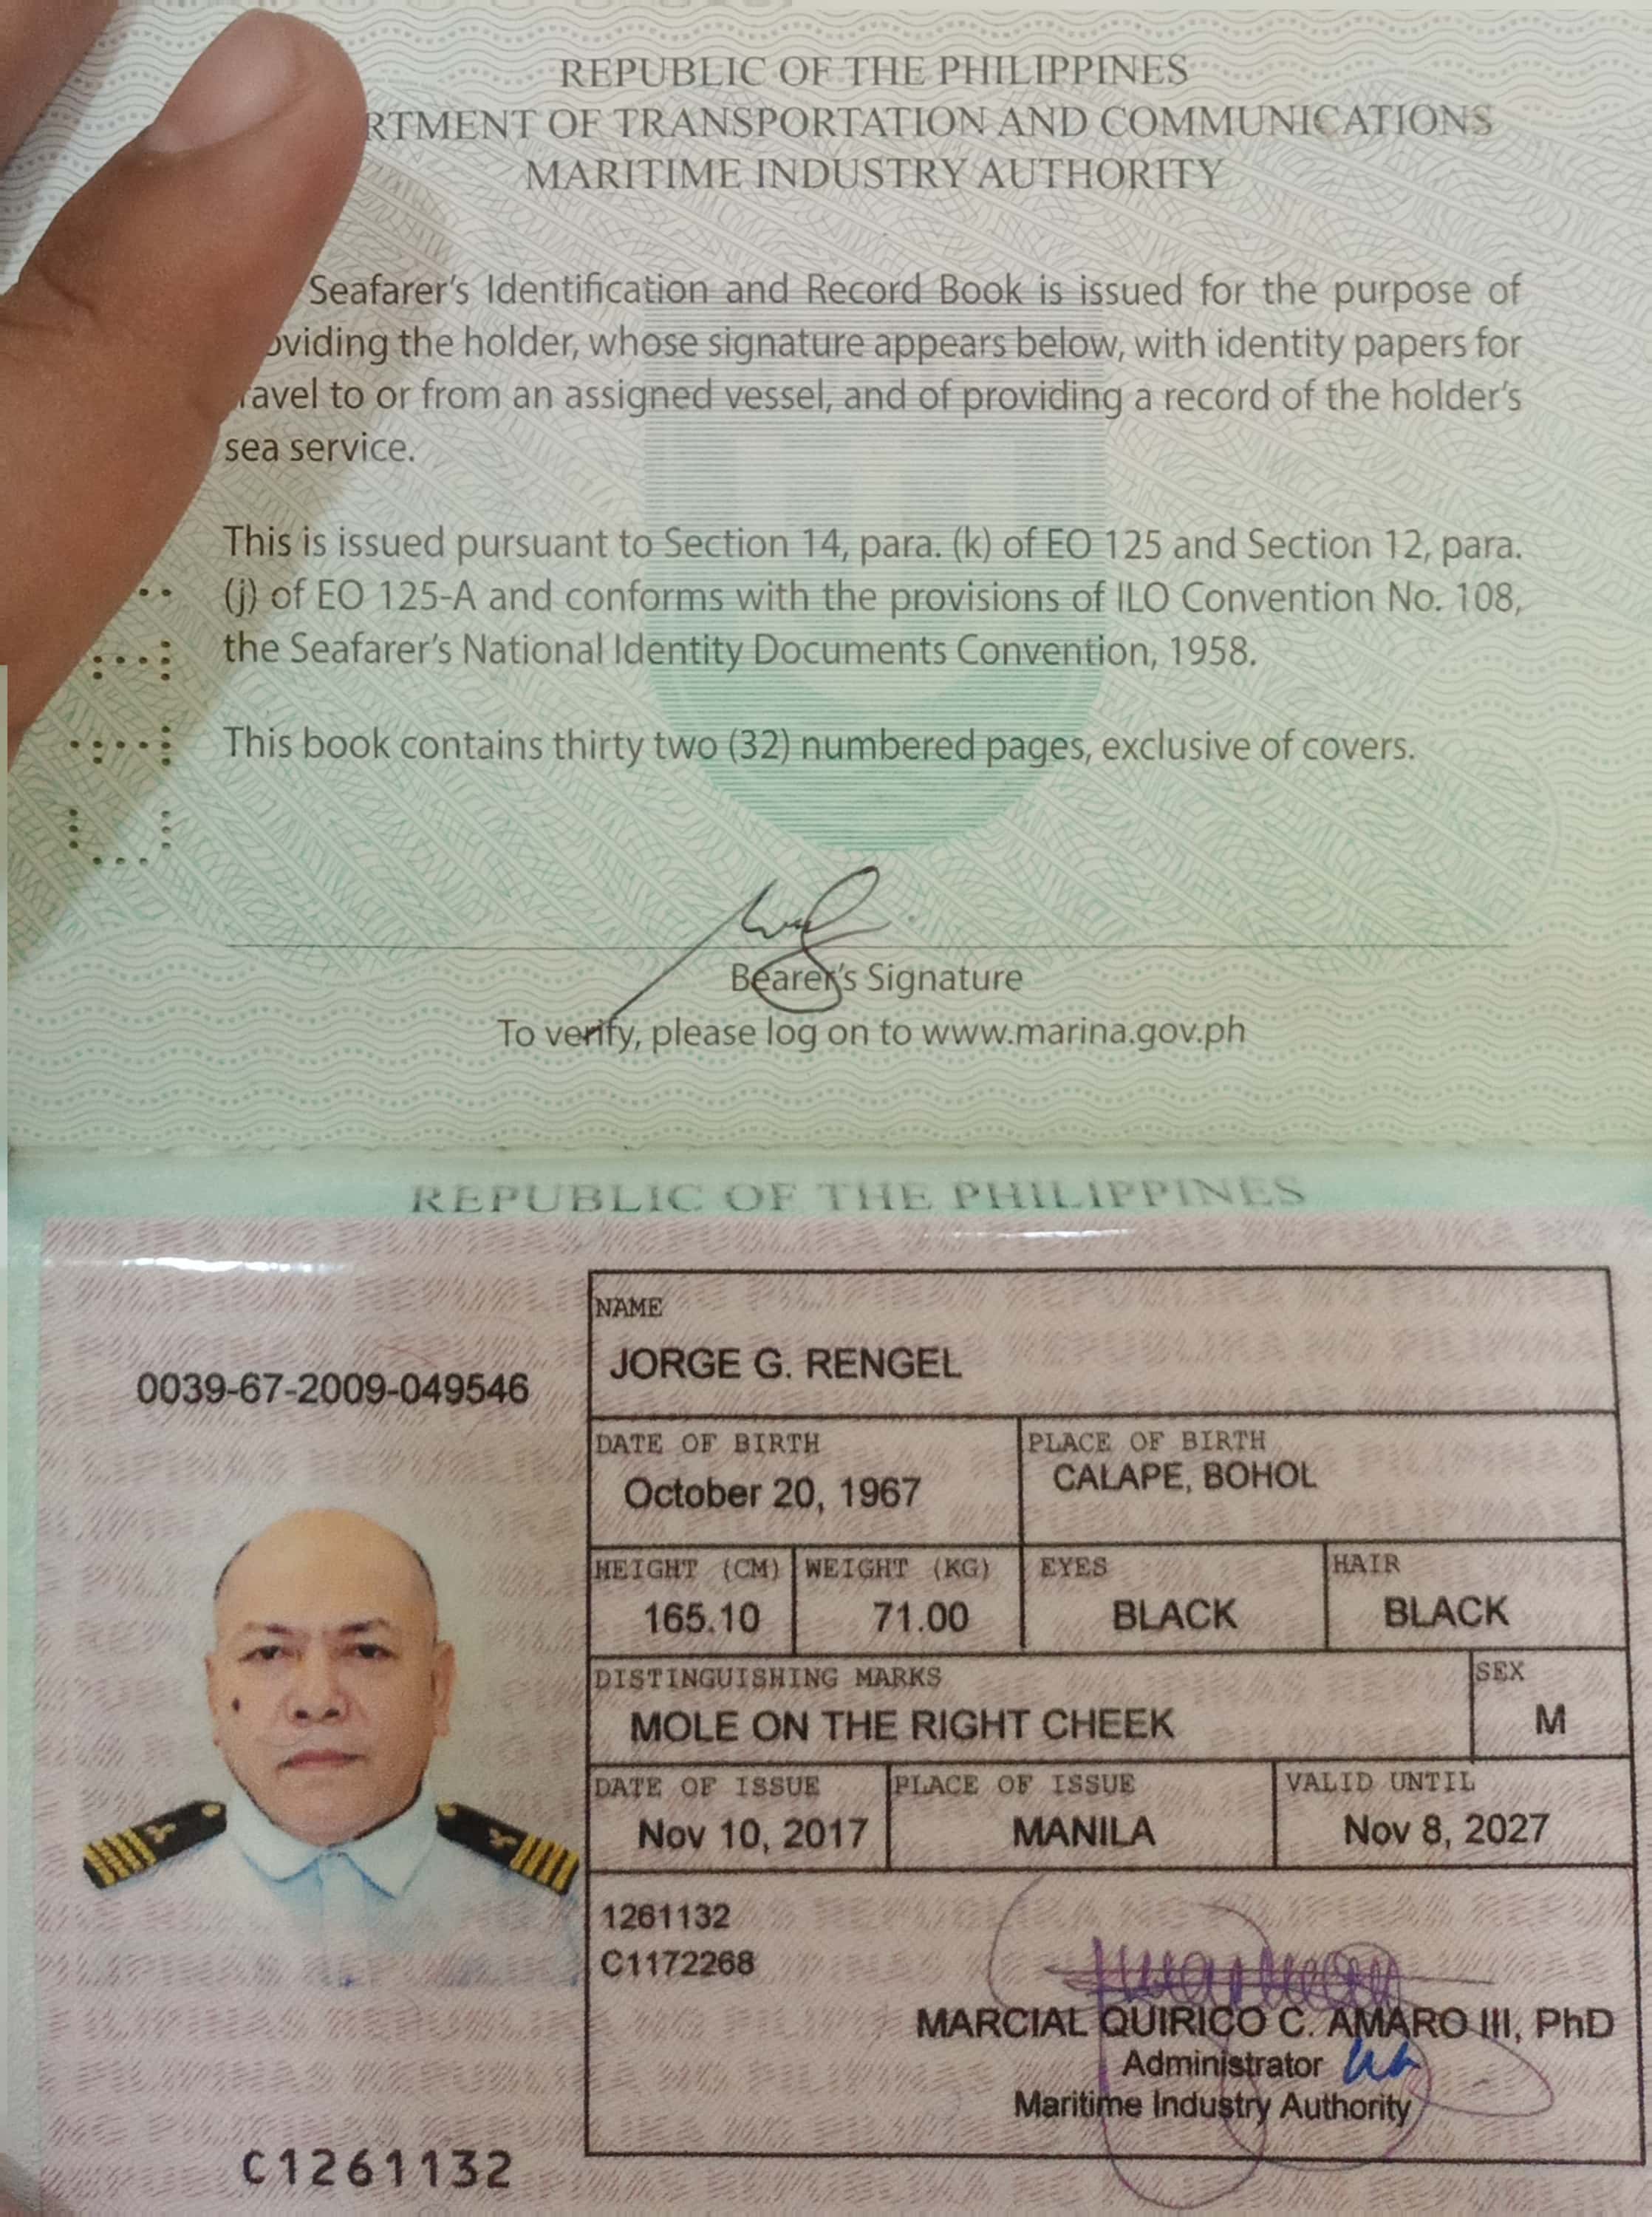 REPUBLIC OF THE PHILIPPINES
RTMENT OF TRANSPORTATION AND COMMUNICATIONS
MARITIME INDUSTRY AUTHORITY
Seafarer's Identification and Record Book is issued for the purpose of
oviding the holder, whose signature appears below, with identity papers for
ravel to or from an assigned vessel, and of providing a record of the holder's
sea service.
This is issued pursuant to Section 14, para. (k) of EO 125 and Section 12, para.
(j) of EO 125-A and conforms with the provisions of ILO Convention No. 108,
the Seafarer's National Identity Documents Convention, 1958.
This book contains thirty two (32) numbered pages, exclusive of covers.
Bearer's Signature
To verify, please log on to www.marina.gov.ph
REPUBLIC OF THE PHILIPPINES
0039-67-2009-049546
NAME
JORGE G. RENGEL
DATE OF BIRTH PLACE OF BIRTH
October 20, 1967 CALAPE, BOHOL
HEIGHT (CM) WEIGHT (KG) EYES HAIR
165.10 71.00 BLACK BLACK
DISTINGUISHING MARKS SEX
MOLE ON THE RIGHT CHEEK M
DATE OF ISSUE PLACE OF ISSUE VALID UNTIL
Nov 10, 2017 MANILA Nov 8, 2027
1261132
C1172268
MARCIAL QUIRICO C. AMARO III, PhD
Administrator
Maritime Industry Authority
C1261132